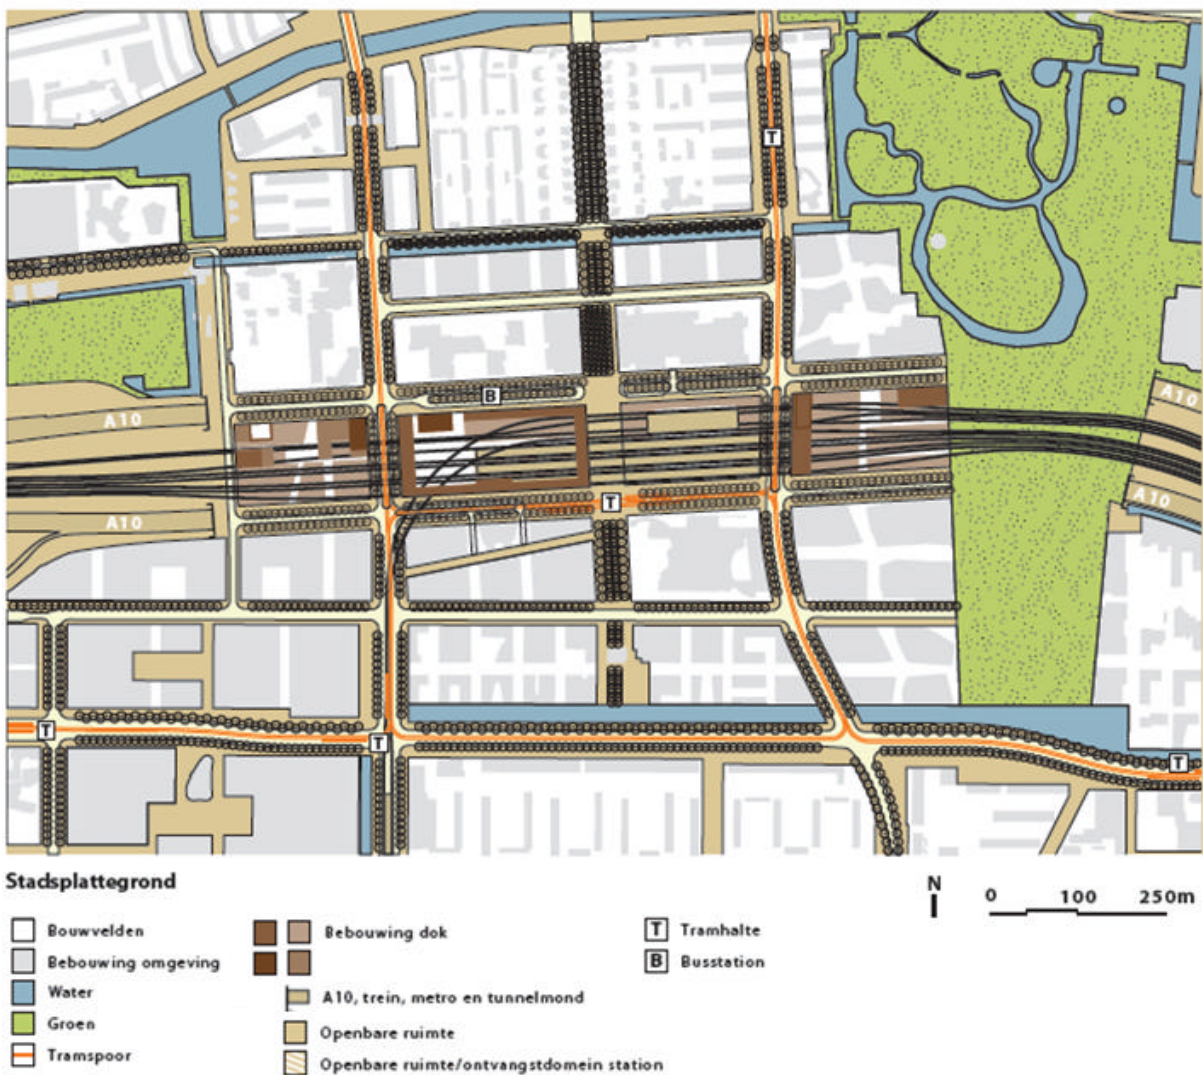 T
A10
B
A10
A10
T
A10
T
T
T
Stadsplattegrond
N
0 100 250m
Bouwvelden
Bebouwing omgeving
Water
Groen
Tramspoor
Bebouwing dok
A10, trein, metro en tunnelmond
Openbare ruimte
Openbare ruimte/ontvangstdomein station
T Tramhalte
B Busstation